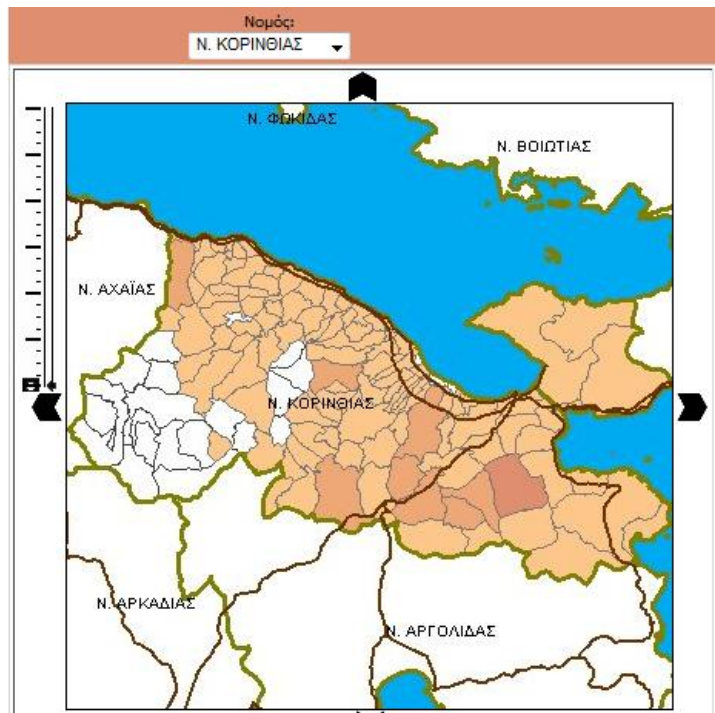 Νομός:
Ν. ΚΟΡΙΝΘΙΑΣ
Ν. ΦΩΚΙΔΑΣ
Ν. ΒΟΙΩΤΙΑΣ
Ν. ΑΧΑΪΑΣ
Ν. ΚΟΡΙΝΘΙΑΣ
Ν. ΑΡΚΑΔΙΑΣ
Ν. ΑΡΓΟΛΙΔΑΣ